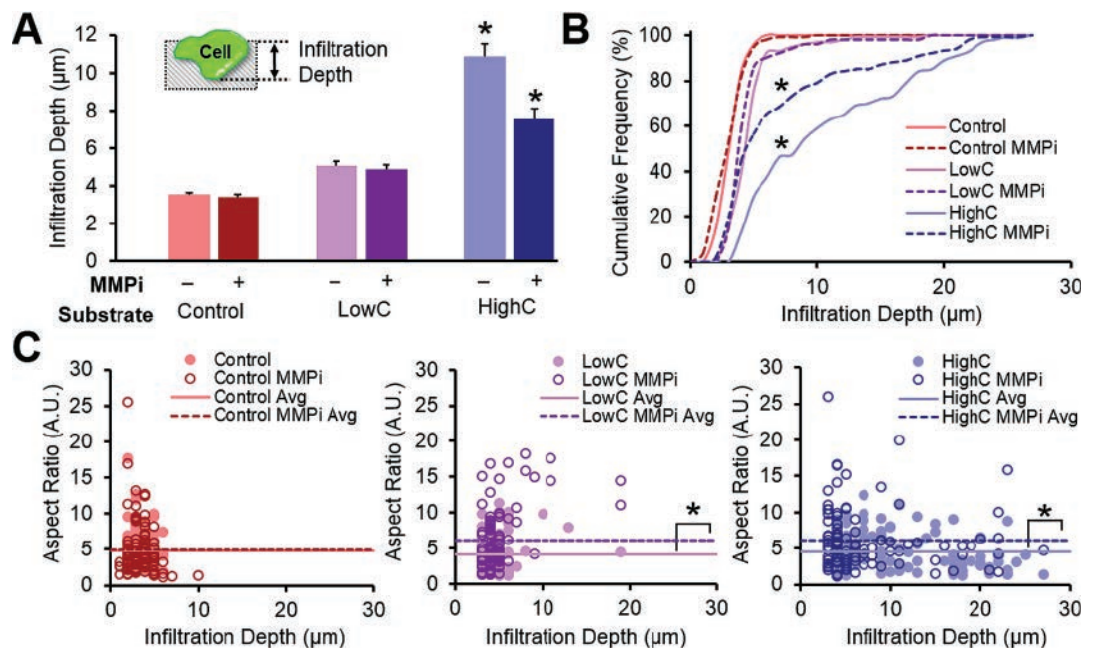 A
Infiltration Depth (µm)
12
10
8
6
4
2
0
Cell
Infiltration
Depth
*
*
MMPi
− + − + − +
Substrate Control LowC HighC
B
Cumulative Frequency (%)
100
80
60
40
20
0
*
*
Control
Control MMPi
LowC
LowC MMPi
HighC
HighC MMPi
0 10 20 30
Infiltration Depth (µm)
C
Aspect Ratio (A.U.)
30
25
20
15
10
5
0
Control
Control MMPi
Control Avg
Control MMPi Avg
0 10 20 30
Infiltration Depth (µm)
Aspect Ratio (A.U.)
30
25
20
15
10
5
0
LowC
LowC MMPi
LowC Avg
LowC MMPi Avg
*
0 10 20 30
Infiltration Depth (µm)
Aspect Ratio (A.U.)
30
25
20
15
10
5
0
HighC
HighC MMPi
HighC Avg
HighC MMPi Avg
*
0 10 20 30
Infiltration Depth (µm)